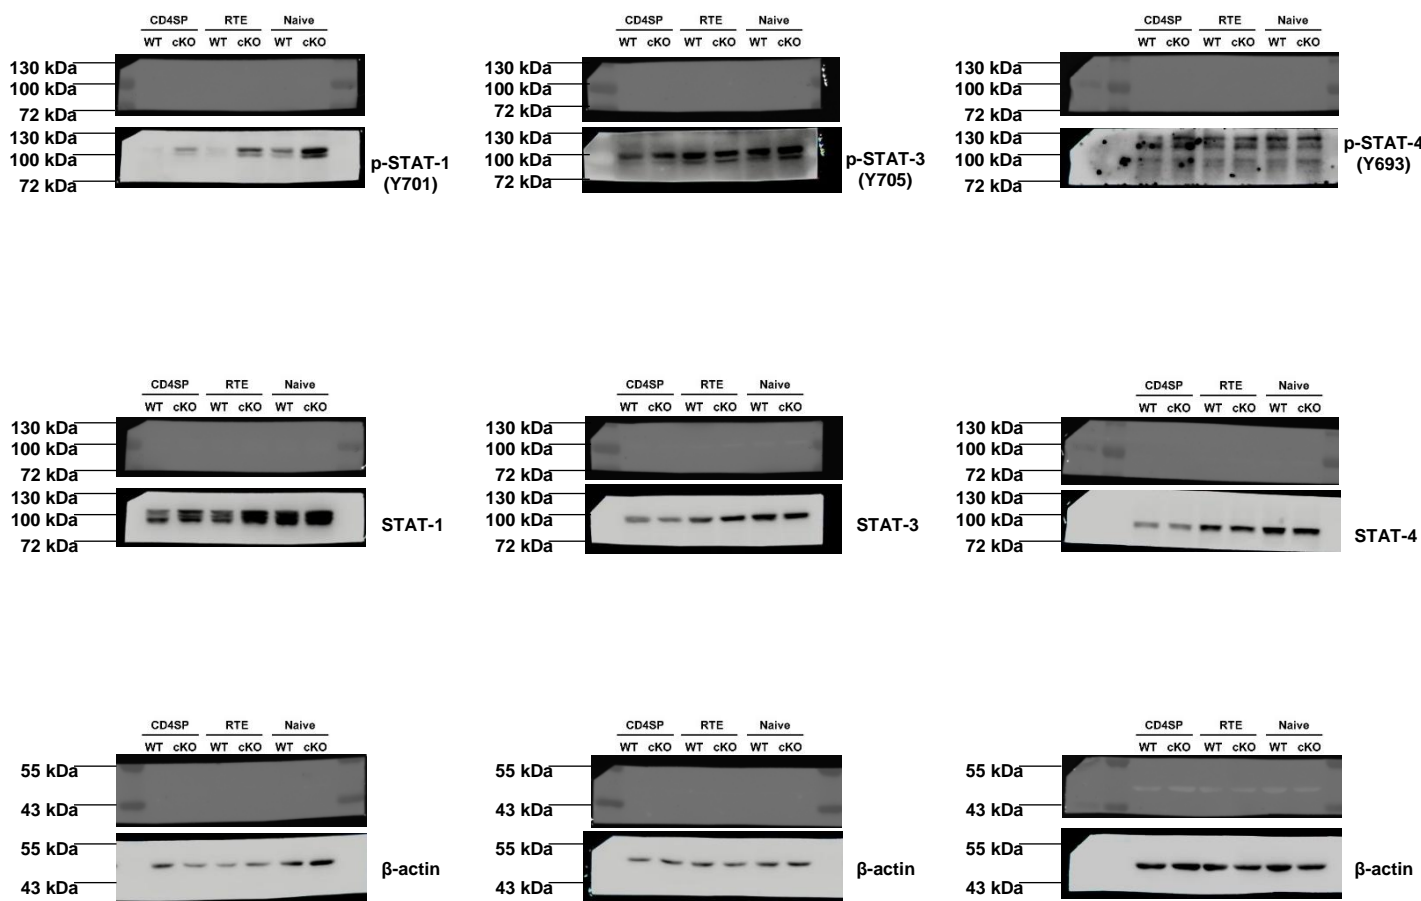 CD4SP RTE Naive
WT cKO WT cKO WT cKO
130 kDa
100 kDa
72 kDa
130 kDa
100 kDa
72 kDa
p-STAT-1
(Y701)
CD4SP RTE Naive
WT cKO WT cKO WT cKO
130 kDa
100 kDa
72 kDa
130 kDa
100 kDa
72 kDa
p-STAT-3
(Y705)
CD4SP RTE Naive
WT cKO WT cKO WT cKO
130 kDa
100 kDa
72 kDa
130 kDa
100 kDa
72 kDa
p-STAT-4
(Y693)
CD4SP RTE Naive
WT cKO WT cKO WT cKO
130 kDa
100 kDa
72 kDa
130 kDa
100 kDa
72 kDa
STAT-1
CD4SP RTE Naive
WT cKO WT cKO WT cKO
130 kDa
100 kDa
72 kDa
130 kDa
100 kDa
72 kDa
STAT-3
CD4SP RTE Naive
WT cKO WT cKO WT cKO
130 kDa
100 kDa
72 kDa
130 kDa
100 kDa
72 kDa
STAT-4
CD4SP RTE Naive
WT cKO WT cKO WT cKO
55 kDa
43 kDa
55 kDa
43 kDa
β-actin
CD4SP RTE Naive
WT cKO WT cKO WT cKO
55 kDa
43 kDa
55 kDa
43 kDa
β-actin
CD4SP RTE Naive
WT cKO WT cKO WT cKO
55 kDa
43 kDa
55 kDa
43 kDa
β-actin